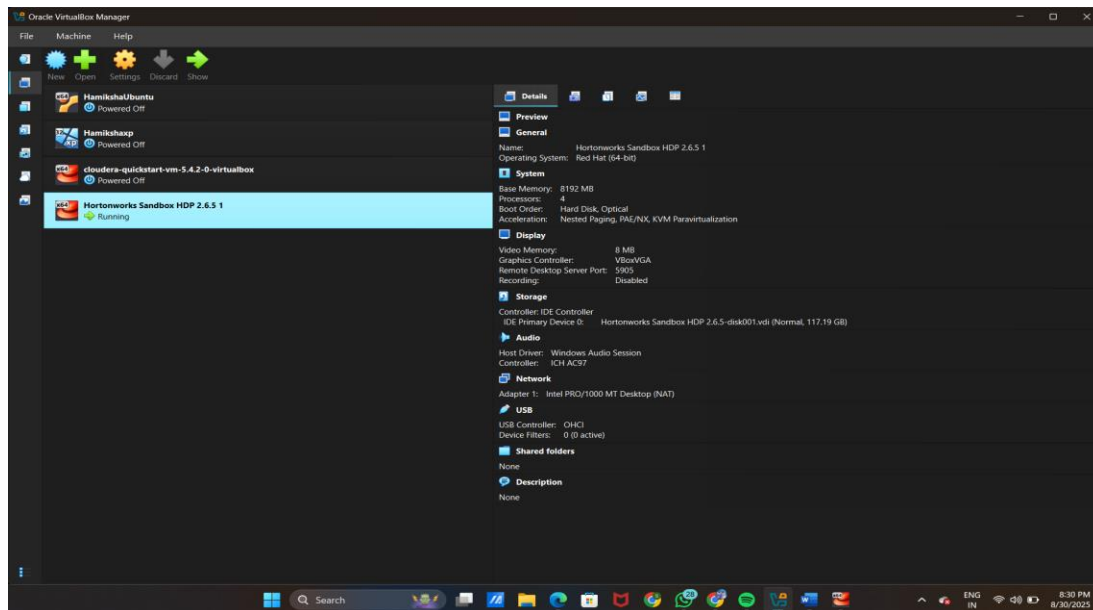 Oracle VirtualBox Manager
File Machine Help
New Open Settings Discard Show
x64 HamikshaUbuntu
Powered Off
32 xp Hamikshaxp
Powered Off
x64 cloudera-quickstart-vm-5.4.2-0-virtualbox
Powered Off
x64 Hortonworks Sandbox HDP 2.6.5 1
Running
Details
Preview
General
Name: Hortonworks Sandbox HDP 2.6.5 1
Operating System: Red Hat (64-bit)
System
Base Memory: 8192 MB
Processors: 4
Boot Order: Hard Disk, Optical
Acceleration: Nested Paging, PAE/NX, KVM Paravirtualization
Display
Video Memory: 8 MB
Graphics Controller: VBoxVGA
Remote Desktop Server Port: 5905
Recording: Disabled
Storage
Controller: IDE Controller
IDE Primary Device 0: Hortonworks Sandbox HDP 2.6.5-disk001.vdi (Normal, 117.19 GB)
Audio
Host Driver: Windows Audio Session
Controller: ICH AC97
Network
Adapter 1: Intel PRO/1000 MT Desktop (NAT)
USB
USB Controller: OHCI
Device Filters: 0 (0 active)
Shared folders
None
Description
None
Search
28
ENG
IN
8:30 PM
8/30/2025